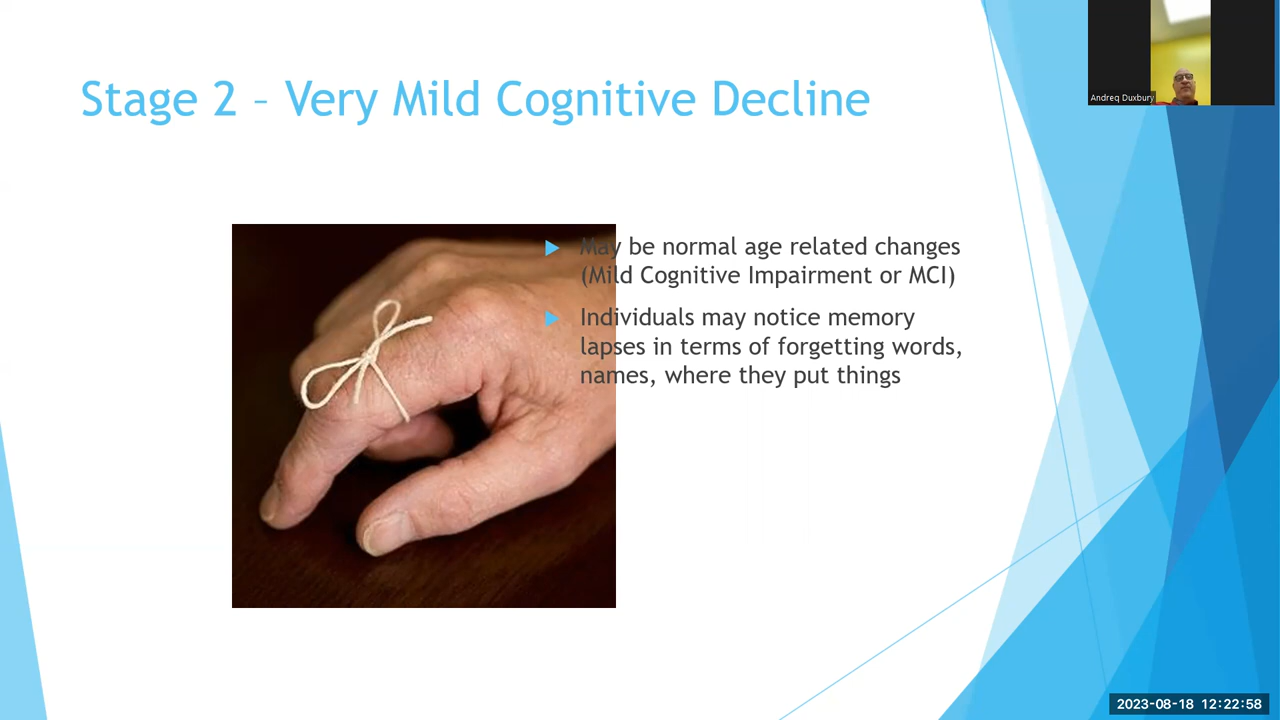 Stage 2 – Very Mild Cognitive Decline
Andreq Duxbury
May be normal age related changes
(Mild Cognitive Impairment or MCI)
Individuals may notice memory
lapses in terms of forgetting words,
names, where they put things
2023-08-18 12:22:58